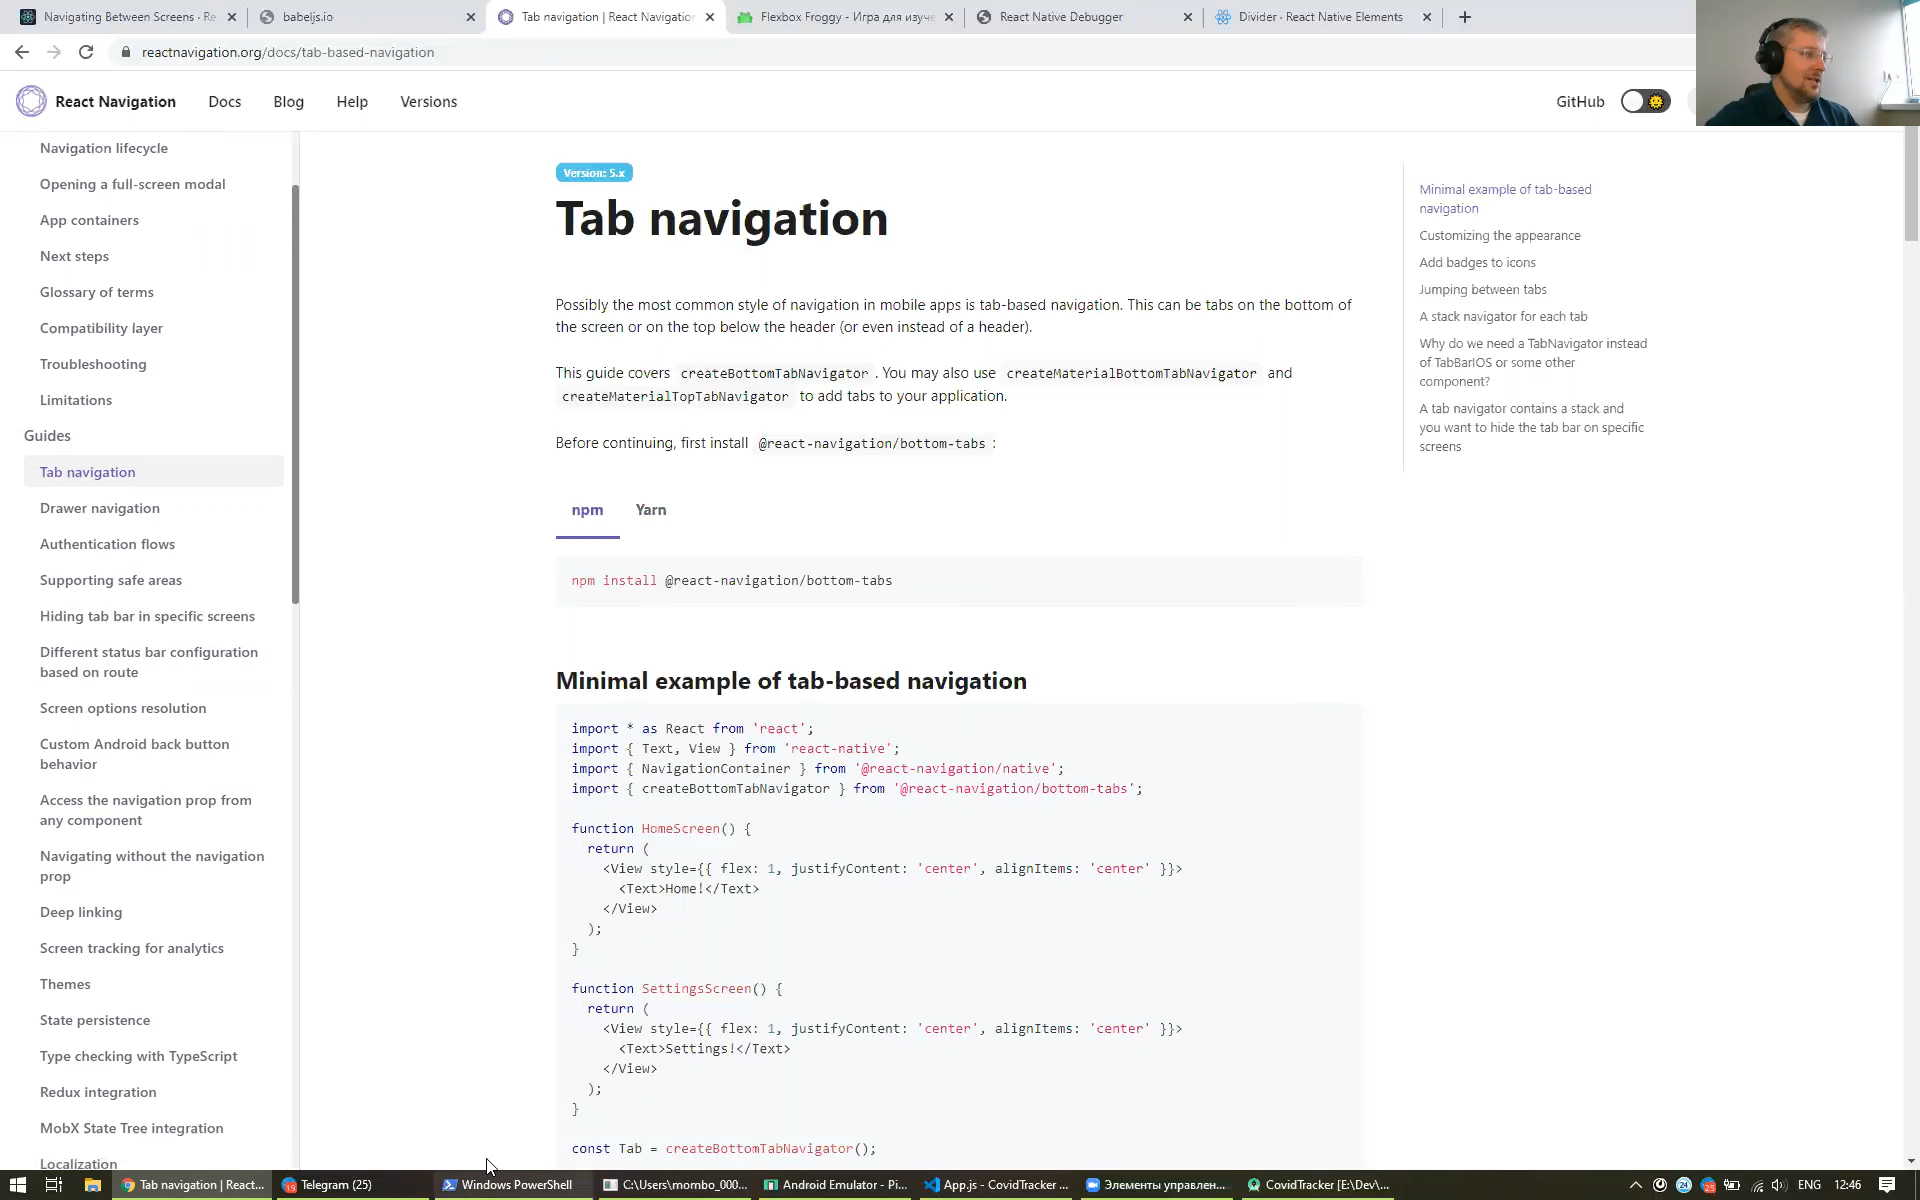 Navigating Between Screens · Re
babeljs.io
Tab navigation | React Navigation
Flexbox Froggy - Игра для изуче
React Native Debugger
Divider · React Native Elements
reactnavigation.org/docs/tab-based-navigation
React Navigation
Docs
Blog
Help
Versions
GitHub
Navigation lifecycle
Opening a full-screen modal
App containers
Next steps
Glossary of terms
Compatibility layer
Troubleshooting
Limitations
Guides
Tab navigation
Drawer navigation
Authentication flows
Supporting safe areas
Hiding tab bar in specific screens
Different status bar configuration
based on route
Screen options resolution
Custom Android back button
behavior
Access the navigation prop from
any component
Navigating without the navigation
prop
Deep linking
Screen tracking for analytics
Themes
State persistence
Type checking with TypeScript
Redux integration
MobX State Tree integration
Localization
Version: 5.x
Tab navigation
Possibly the most common style of navigation in mobile apps is tab-based navigation. This can be tabs on the bottom of
the screen or on the top below the header (or even instead of a header).
This guide covers createBottomTabNavigator . You may also use createMaterialBottomTabNavigator and
createMaterialTopTabNavigator to add tabs to your application.
Before continuing, first install @react-navigation/bottom-tabs :
npm
Yarn
npm install @react-navigation/bottom-tabs
Minimal example of tab-based navigation
import * as React from 'react';
import { Text, View } from 'react-native';
import { NavigationContainer } from '@react-navigation/native';
import { createBottomTabNavigator } from '@react-navigation/bottom-tabs';
function HomeScreen() {
return (
<View style={{ flex: 1, justifyContent: 'center', alignItems: 'center' }}>
<Text>Home!</Text>
</View>
);
}
function SettingsScreen() {
return (
<View style={{ flex: 1, justifyContent: 'center', alignItems: 'center' }}>
<Text>Settings!</Text>
</View>
);
}
const Tab = createBottomTabNavigator();
Minimal example of tab-based
navigation
Customizing the appearance
Add badges to icons
Jumping between tabs
A stack navigator for each tab
Why do we need a TabNavigator instead
of TabBarIOS or some other
component?
A tab navigator contains a stack and
you want to hide the tab bar on specific
screens
Tab navigation | React...
Telegram (25)
Windows PowerShell
C:\Users\mombo_000...
Android Emulator - Pi...
App.js - CovidTracker ...
Элементы управлен...
CovidTracker [E:\Dev\...
24
25
ENG
12:46